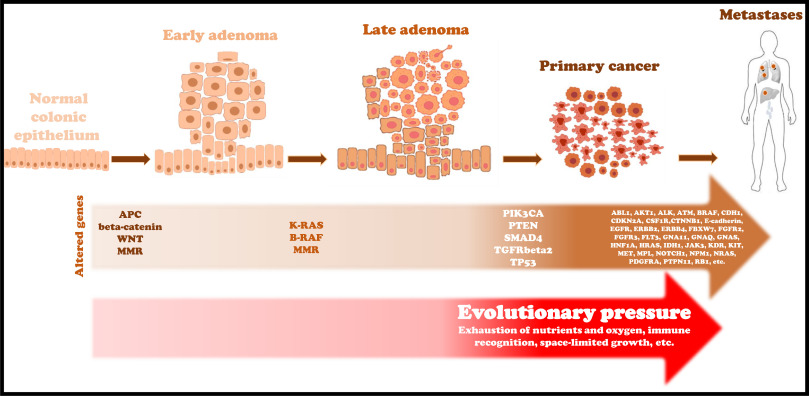 Metastases
Early adenoma
Late adenoma
Primary cancer
Normal
colonic
epithelium
Altered genes
APC
beta-catenin
WNT
MMR
K-RAS
B-RAF
MMR
PIK3CA
PTEN
SMAD4
TGFRbeta2
TP53
ABL1, AKT1, ALK, ATM, BRAF, CDH1,
CDKN2A, CSF1R,CTNNB1, E-cadherin,
EGFR, ERBB2, ERBB4, FBXW7, FGFR2,
FGFR3, FLT3, GNA11, GNAQ, GNAS,
HNF1A, HRAS, IDH1, JAK3, KDR, KIT,
MET, MPL, NOTCH1, NPM1, NRAS,
PDGFRA, PTPN11, RB1, etc.
Evolutionary pressure
Exhaustion of nutrients and oxygen, immune
recognition, space-limited growth, etc.